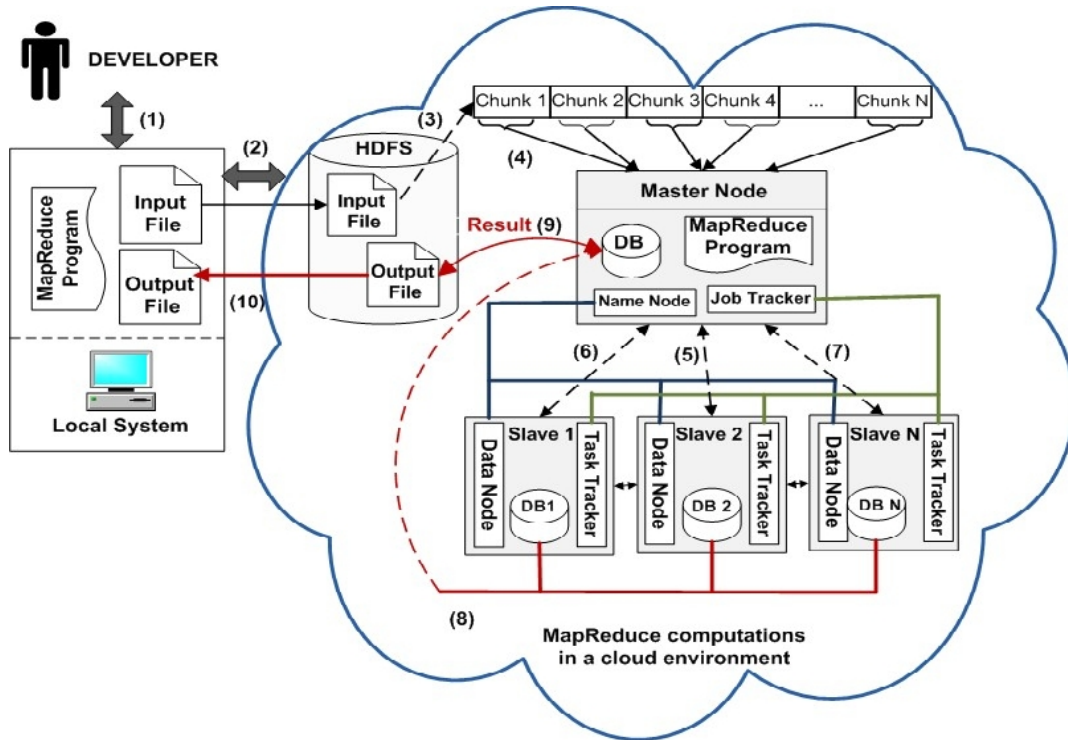 DEVELOPER
(1)
(2)
(3)
Chunk 1
Chunk 2
Chunk 3
Chunk 4
...
Chunk N
(4)
MapReduce
Program
Input
File
Output
File
Local System
HDFS
Input
File
Output
File
(10)
Result (9)
Master Node
DB
MapReduce
Program
Name Node
Job Tracker
(6)
(5)
(7)
Slave 1
Data Node
Task Tracker
DB1
Slave 2
Data Node
Task Tracker
DB 2
Slave N
Data Node
Task Tracker
DB N
(8)
MapReduce computations
in a cloud environment